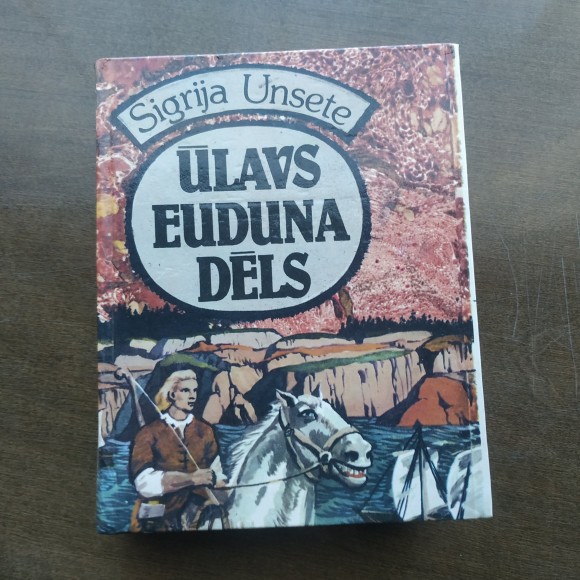 Sigrija Unsete
ŪLAVS
EUDUNA
DĒLS